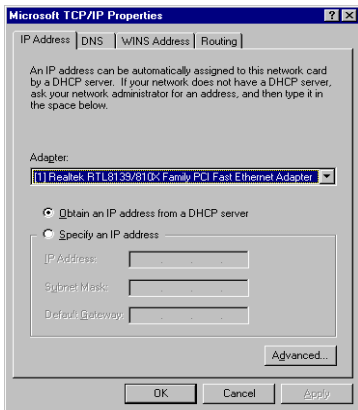 Microsoft TCP/IP Properties
IP Address DNS WINS Address Routing
An IP address can be automatically assigned to this network card
by a DHCP server. If your network does not have a DHCP server,
ask your network administrator for an address, and then type it in
the space below.
Adapter:
[1] Realtek RTL8139/810X Family PCI Fast Ethernet Adapter
Obtain an IP address from a DHCP server
Specify an IP address
IP Address:
Subnet Mask:
Default Gateway:
Advanced...
OK Cancel Apply